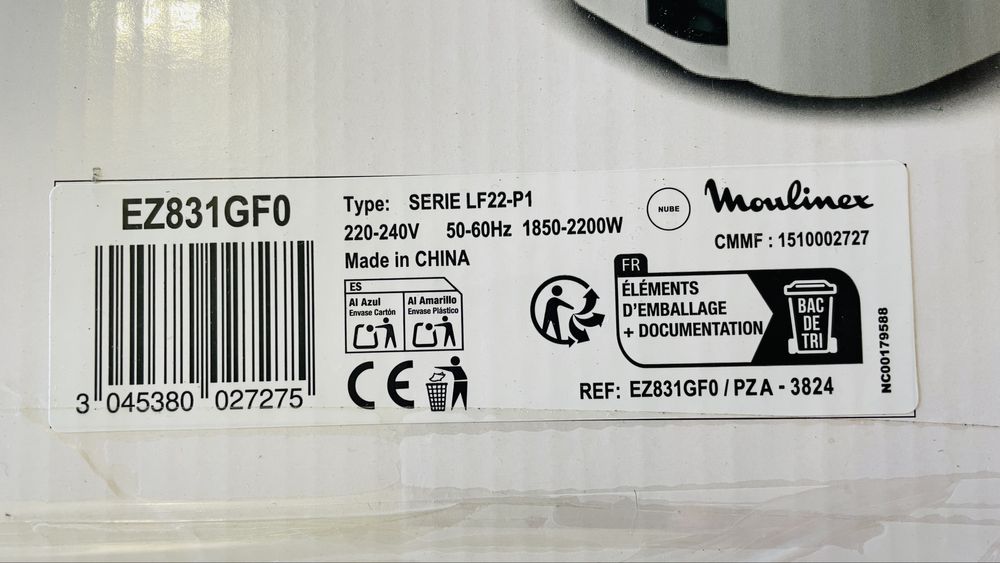 EZ831GF0
3 045380 027275
Type: SERIE LF22-P1
220-240V 50-60Hz 1850-2200W
Made in CHINA
ES
Al Azul
Envase Cartón
Al Amarillo
Envase Plástico
CE
NUBE
Moulinex
CMMF : 1510002727
FR
ÉLÉMENTS
D'EMBALLAGE
+ DOCUMENTATION
BAC
DE
TRI
REF: EZ831GF0 / PZ A - 3824
NC00179588